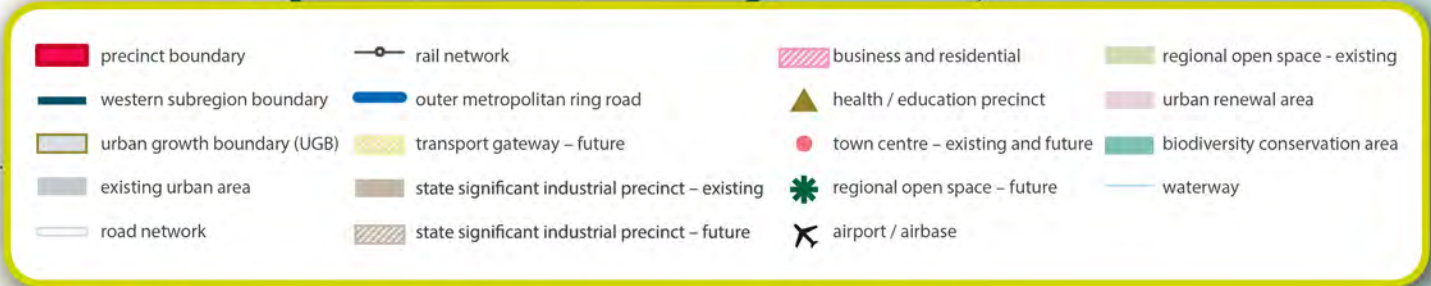 precinct boundary
western subregion boundary
urban growth boundary (UGB)
existing urban area
road network
rail network
outer metropolitan ring road
transport gateway – future
state significant industrial precinct – existing
state significant industrial precinct – future
business and residential
health / education precinct
town centre – existing and future
regional open space – future
airport / airbase
regional open space - existing
urban renewal area
biodiversity conservation area
waterway